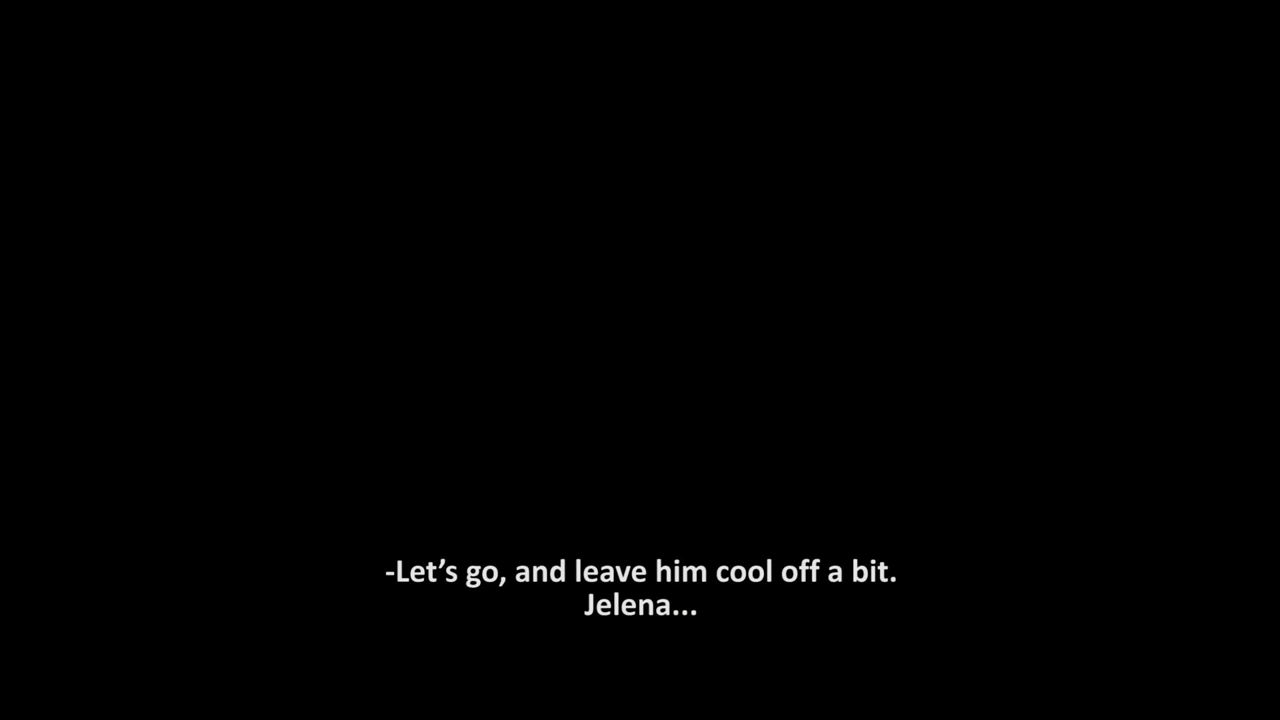 -Let’s go, and leave him cool off a bit.
Jelena...